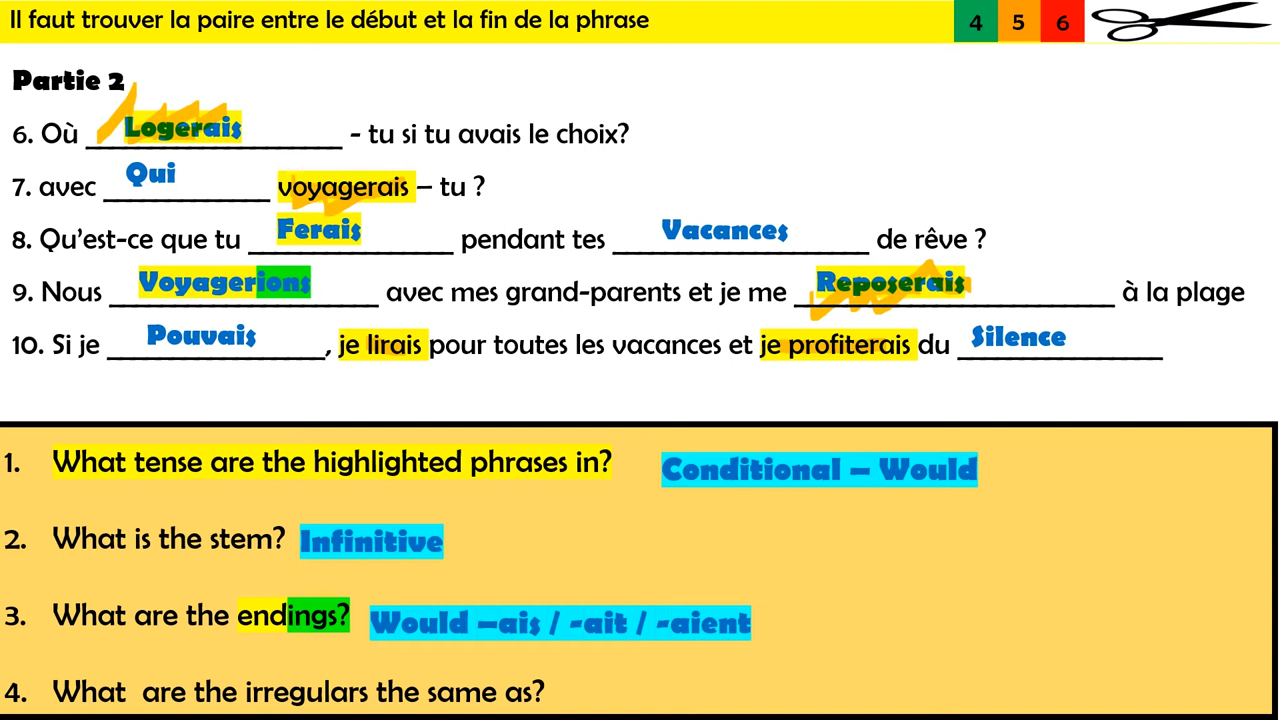 Il faut trouver la paire entre le début et la fin de la phrase 4 5 6
Partie 2
6. Où Logerais - tu si tu avais le choix?
7. avec Qui voyagerais – tu ?
8. Qu'est-ce que tu Ferais pendant tes Vacances de rêve ?
9. Nous Voyagerions avec mes grand-parents et je me Reposerais à la plage
10. Si je Pouvais, je lirais pour toutes les vacances et je profiterais du Silence
1. What tense are the highlighted phrases in? Conditional – Would
2. What is the stem? Infinitive
3. What are the endings? Would –ais / -ait / -aient
4. What are the irregulars the same as?